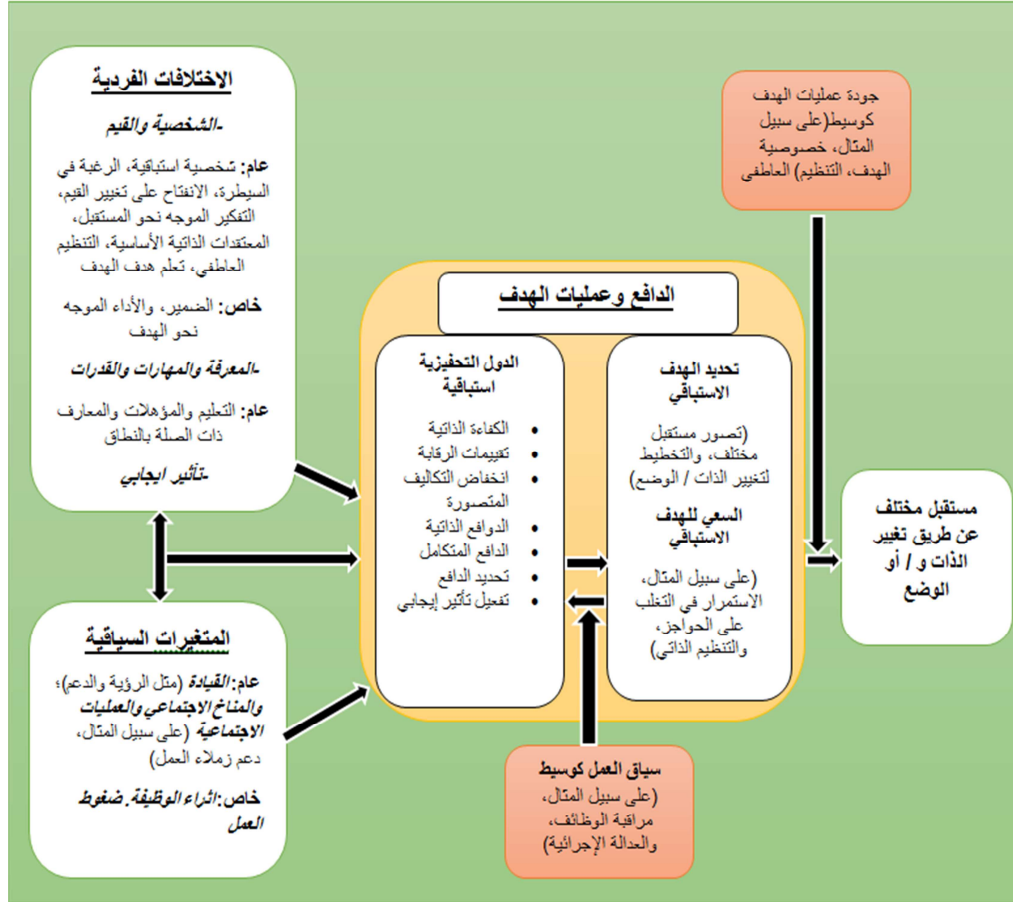 الاختلافات الفردية
-الشخصية والقيم
عام: شخصية استباقية، الرغبة في
السيطرة، الانفتاح على تغيير القيم،
التفكير الموجه نحو المستقبل،
المعتقدات الذاتية الأساسية، التنظيم
العاطفي، تعلم هدف الهدف
خاص: الضمير، والأداء الموجه
نحو الهدف
-المعرفة والمهارات والقدرات
عام: التعليم والمؤهلات والمعارف
ذات الصلة بالنطاق
-تأثير ايجابي
المتغيرات السياقية
عام: القيادة (مثل الرؤية والدعم)؛
والمناخ الاجتماعي والعمليات
الاجتماعية (على سبيل المثال،
دعم زملاء العمل)
خاص: اثراء الوظيفة. ضغوط
العمل
الدافع وعمليات الهدف
الدول التحفيزية
استباقية
• الكفاءة الذاتية
• تقييمات الرقابة
• انخفاض التكاليف
المتصورة
• الدوافع الذاتية
• الدافع المتكامل
• تحديد الدافع
• تفعيل تأثير إيجابي
تحديد الهدف
الاستباقي
(تصور مستقبل
مختلف، والتخطيط
لتغيير الذات / الوضع)
السعي للهدف
الاستباقي
(على سبيل المثال،
الاستمرار في التغلب
على الحواجز،
والتنظيم الذاتي)
جودة عمليات الهدف
كوسيط(على سبيل
المثال، خصوصية
الهدف، التنظيم) العاطفي
سياق العمل كوسيط
(على سبيل المثال،
مراقبة الوظائف،
والعدالة الإجرائية)
مستقبل مختلف
عن طريق تغيير
الذات و / أو
الوضع